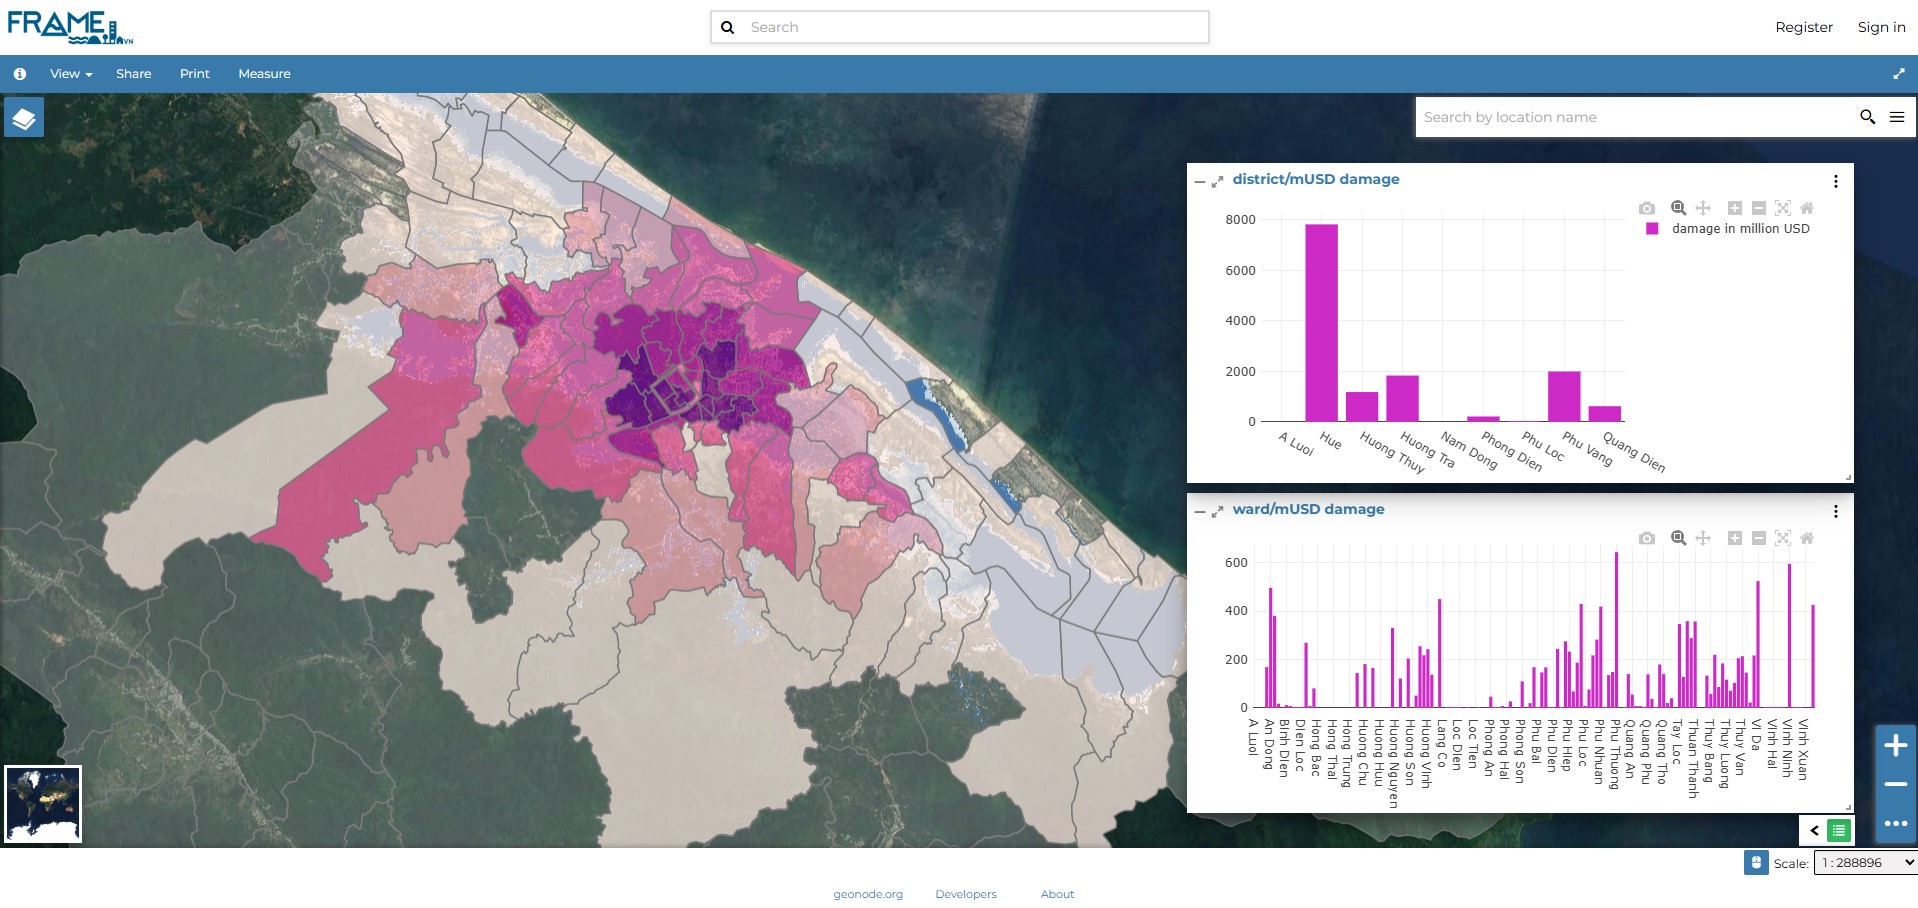 FRAME
VN
Search
Register
Sign in
View
Share
Print
Measure
Search by location name
district/mUSD damage
damage in million USD
8000
6000
4000
2000
0
A Luoi
Hue
Huong Thuy
Huong Tra
Nam Dong
Phong Dien
Phu Loc
Phu Vang
Quang Dien
ward/mUSD damage
600
400
200
0
A Luoi
An Dong
Binh Dien
Dien Loc
Hong Bac
Hong Thai
Hong Trung
Huong Chu
Huong Huu
Huong Nguyen
Huong Son
Huong Vinh
Lang Co
Loc Dien
Loc Tien
Phong An
Phong Hai
Phong Son
Phu Bai
Phu Dien
Phu Hiep
Phu Loc
Phu Nhuan
Phu Thuong
Quang An
Quang Phu
Quang Tho
Tay Loc
Thuan Thanh
Thuy Bang
Thuy Luong
Thuy Van
Vi Da
Vinh Hai
Vinh Ninh
Vinh Xuan
Scale:
1 : 288896
geonode.org
Developers
About